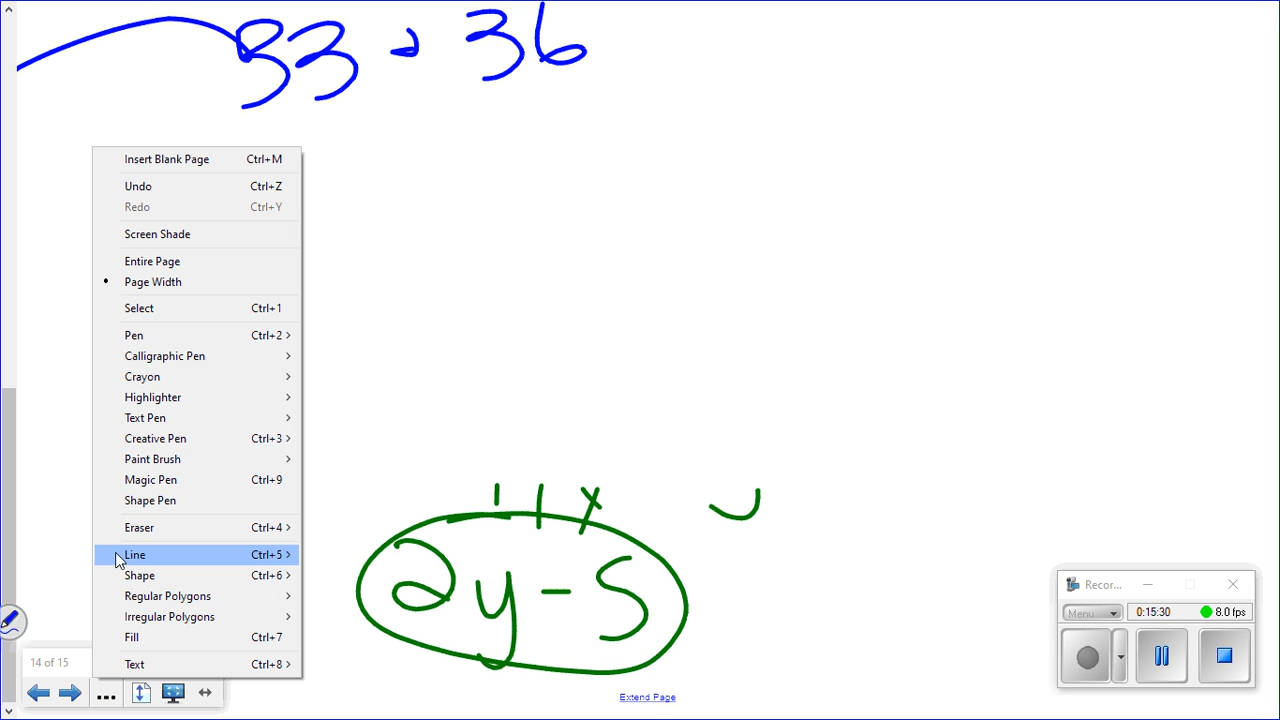 33 - 36
Insert Blank Page Ctrl+M
Undo Ctrl+Z
Redo Ctrl+Y
Screen Shade
Entire Page
Page Width
Select Ctrl+1
Pen Ctrl+2
Calligraphic Pen
Crayon
Highlighter
Text Pen
Creative Pen Ctrl+3
Paint Brush
Magic Pen Ctrl+9
Shape Pen
Eraser Ctrl+4
Line Ctrl+5
Shape Ctrl+6
Regular Polygons
Irregular Polygons
Fill Ctrl+7
Text Ctrl+8
2y-5
Recor...
Menu
0:15:30
8.0 fps
14 of 15
Extend Page